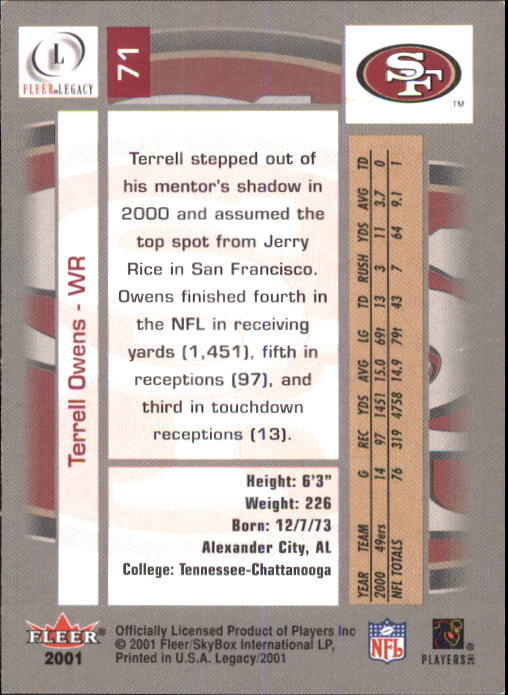 L
FLEER LEGACY
71
SF
TM
Terrell Owens - WR
Terrell stepped out of
his mentor's shadow in
2000 and assumed the
top spot from Jerry
Rice in San Francisco.
Owens finished fourth in
the NFL in receiving
yards (1,451), fifth in
receptions (97), and
third in touchdown
receptions (13).
Height: 6'3"
Weight: 226
Born: 12/7/73
Alexander City, AL
College: Tennessee-Chattanooga
YEAR TEAM G REC YDS AVG LG TD RUSH YDS AVG TD
2000 49ers 14 97 1451 15.0 69t 13 3 11 3.7 0
NFL TOTALS 76 319 4758 14.9 79t 43 7 64 9.1 1
FLEER®
2001
Officially Licensed Product of Players Inc
© 2001 Fleer/SkyBox International LP,
Printed in U.S.A. Legacy/2001
NFL
PLAYERS INC